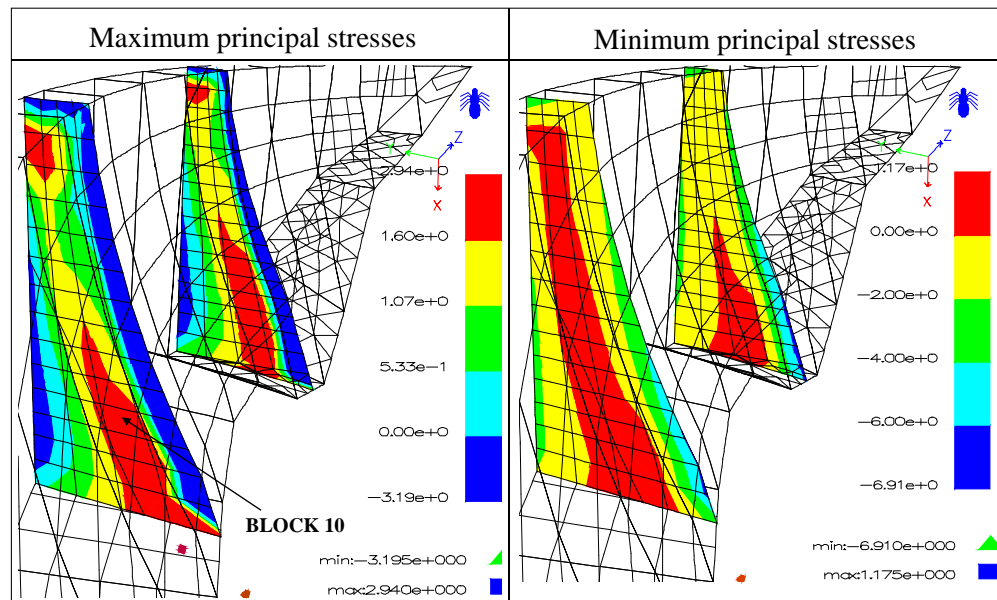 Maximum principal stresses
Minimum principal stresses
Z
X
2.94e+0
1.60e+0
1.07e+0
5.33e-1
0.00e+0
-3.19e+0
BLOCK 10
min:-3.195e+000
max:2.940e+000
Z
X
1.17e+0
0.00e+0
-2.00e+0
-4.00e+0
-6.00e+0
-6.91e+0
min:-6.910e+000
max:1.175e+000